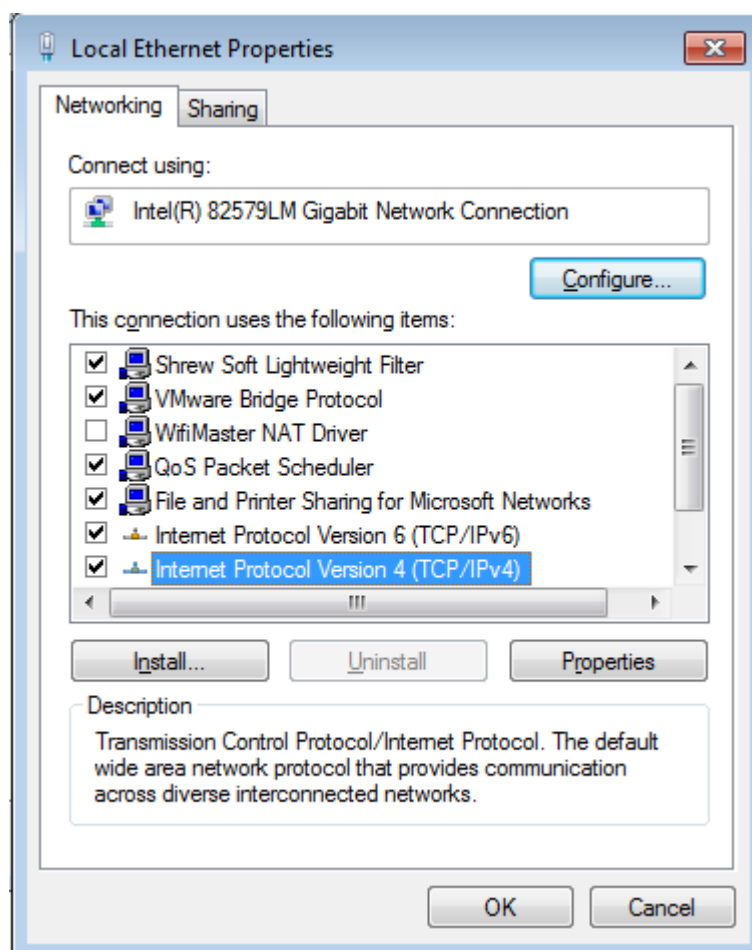 Local Ethernet Properties
Networking
Sharing
Connect using:
Intel(R) 82579LM Gigabit Network Connection
Configure...
This connection uses the following items:
Shrew Soft Lightweight Filter
VMware Bridge Protocol
WifiMaster NAT Driver
QoS Packet Scheduler
File and Printer Sharing for Microsoft Networks
Internet Protocol Version 6 (TCP/IPv6)
Internet Protocol Version 4 (TCP/IPv4)
Install...
Uninstall
Properties
Description
Transmission Control Protocol/Internet Protocol. The default
wide area network protocol that provides communication
across diverse interconnected networks.
OK
Cancel